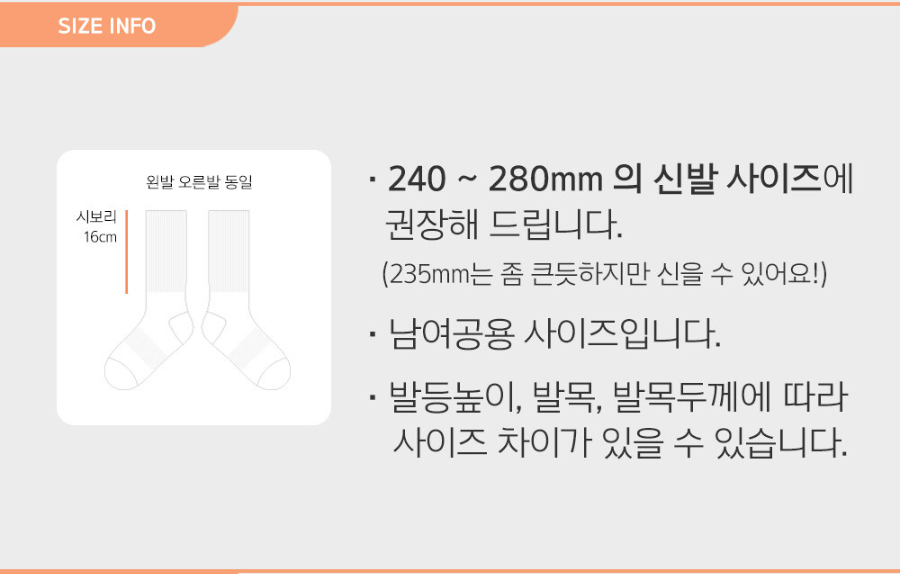 SIZE INFO
왼발 오른발 동일
시보리
16cm
· 240 ~ 280mm 의 신발 사이즈에
권장해 드립니다.
(235mm는 좀 큰듯하지만 신을 수 있어요!)
· 남여공용 사이즈입니다.
· 발등높이, 발목, 발목두께에 따라
사이즈 차이가 있을 수 있습니다.